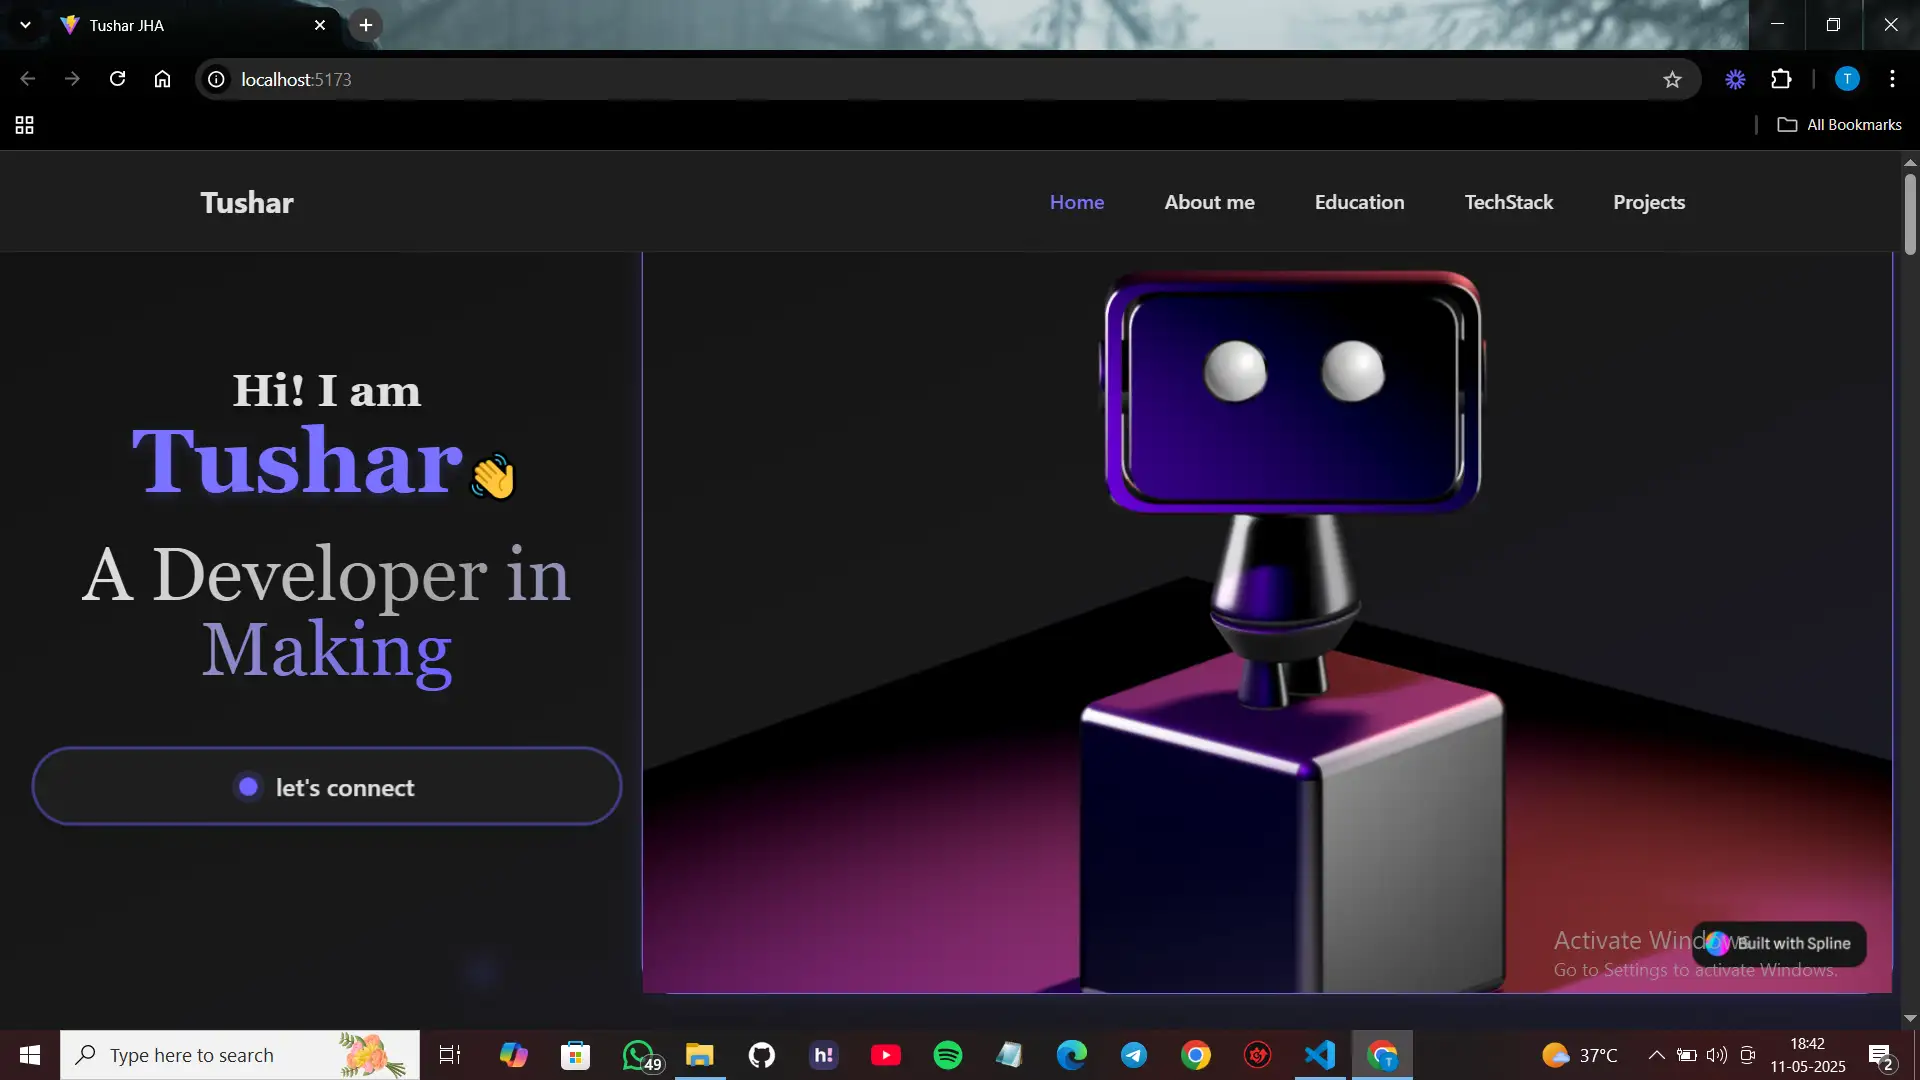 Tushar JHA
localhost:5173
All Bookmarks
Tushar
Home
About me
Education
TechStack
Projects
Hi! I am
Tushar👋
A Developer in
Making
let's connect
Activate Windows
Built with Spline
Go to Settings to activate Windows.
Type here to search
49
h!
T
T
37°C
18:42
11-05-2025
2